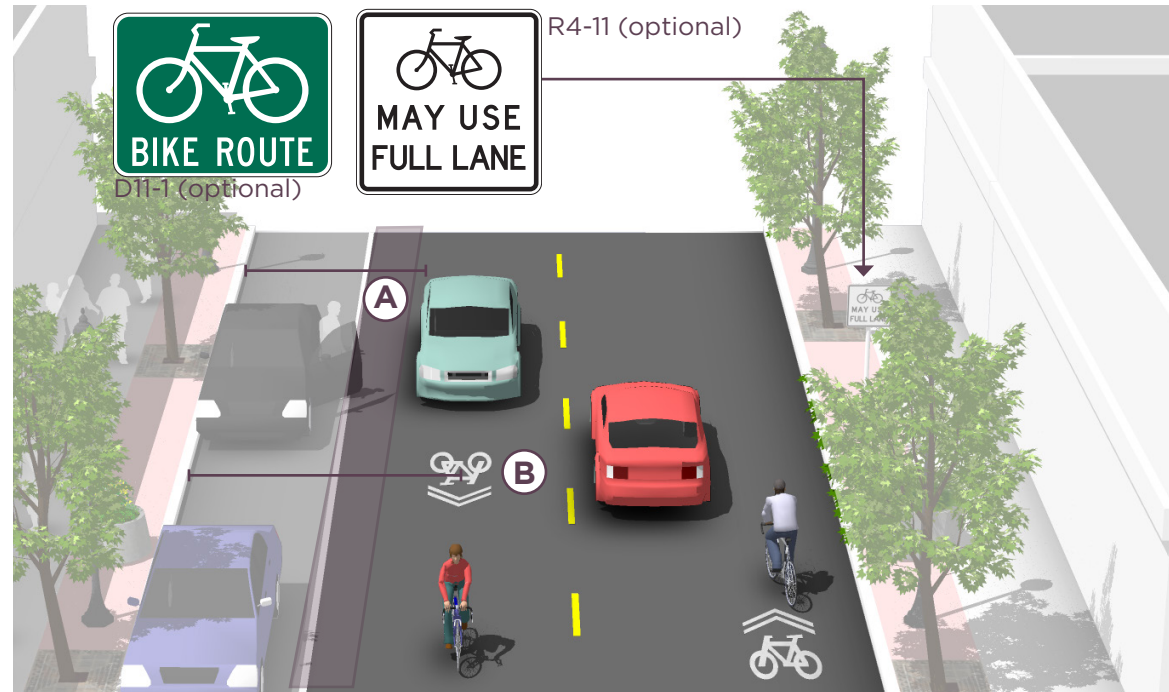 BIKE ROUTE
D11-1 (optional)
MAY USE
FULL LANE
R4-11 (optional)
A
B
MAY USE
FULL LANE